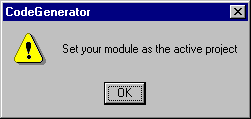 CodeGenerator
Set your module as the active project
OK